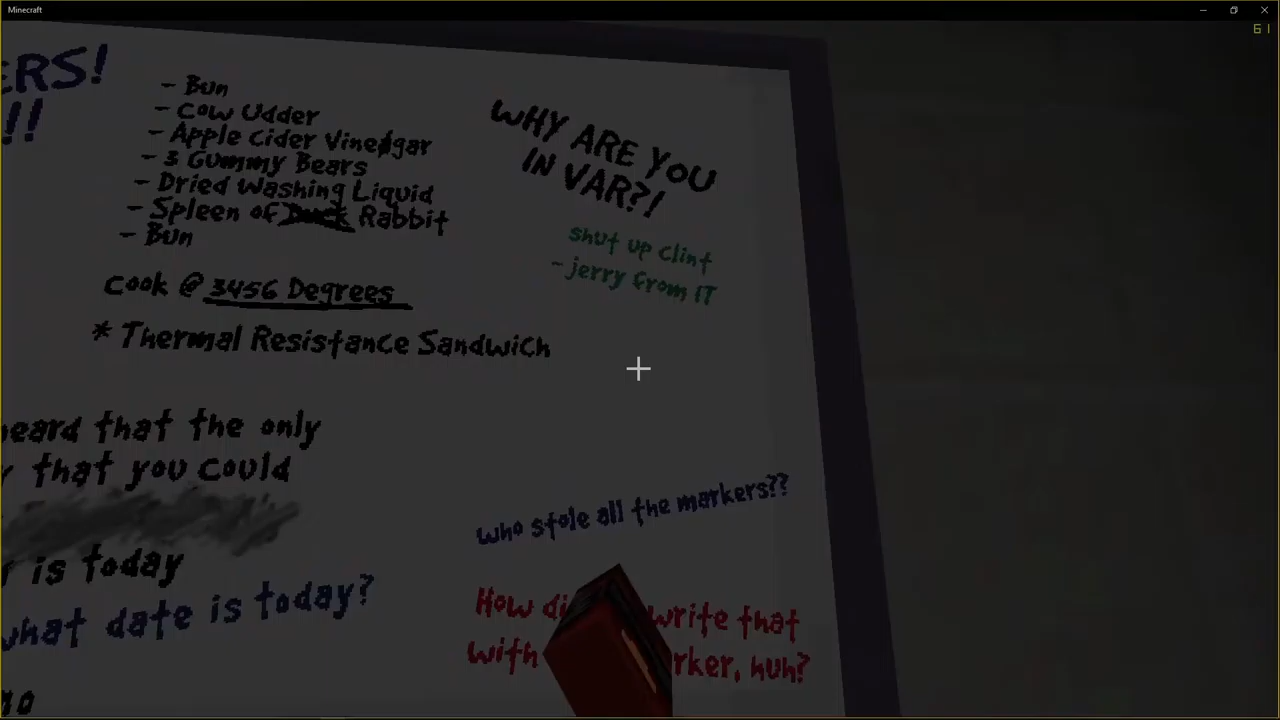 Minecraft
61
ERS!
!!
- Bun
- Cow Udder
- Apple Cider Vinegar
- 3 Gummy Bears
- Dried Washing Liquid
- Spleen of Rabbit
- Bun
Cook @ 3456 Degrees
* Thermal Resistance Sandwich
WHY ARE YOU
IN VAR?!
shut up clint
- jerry from IT
heard that the only
that you could
is today
what date is today?
who stole all the markers??
How write that
with huh?